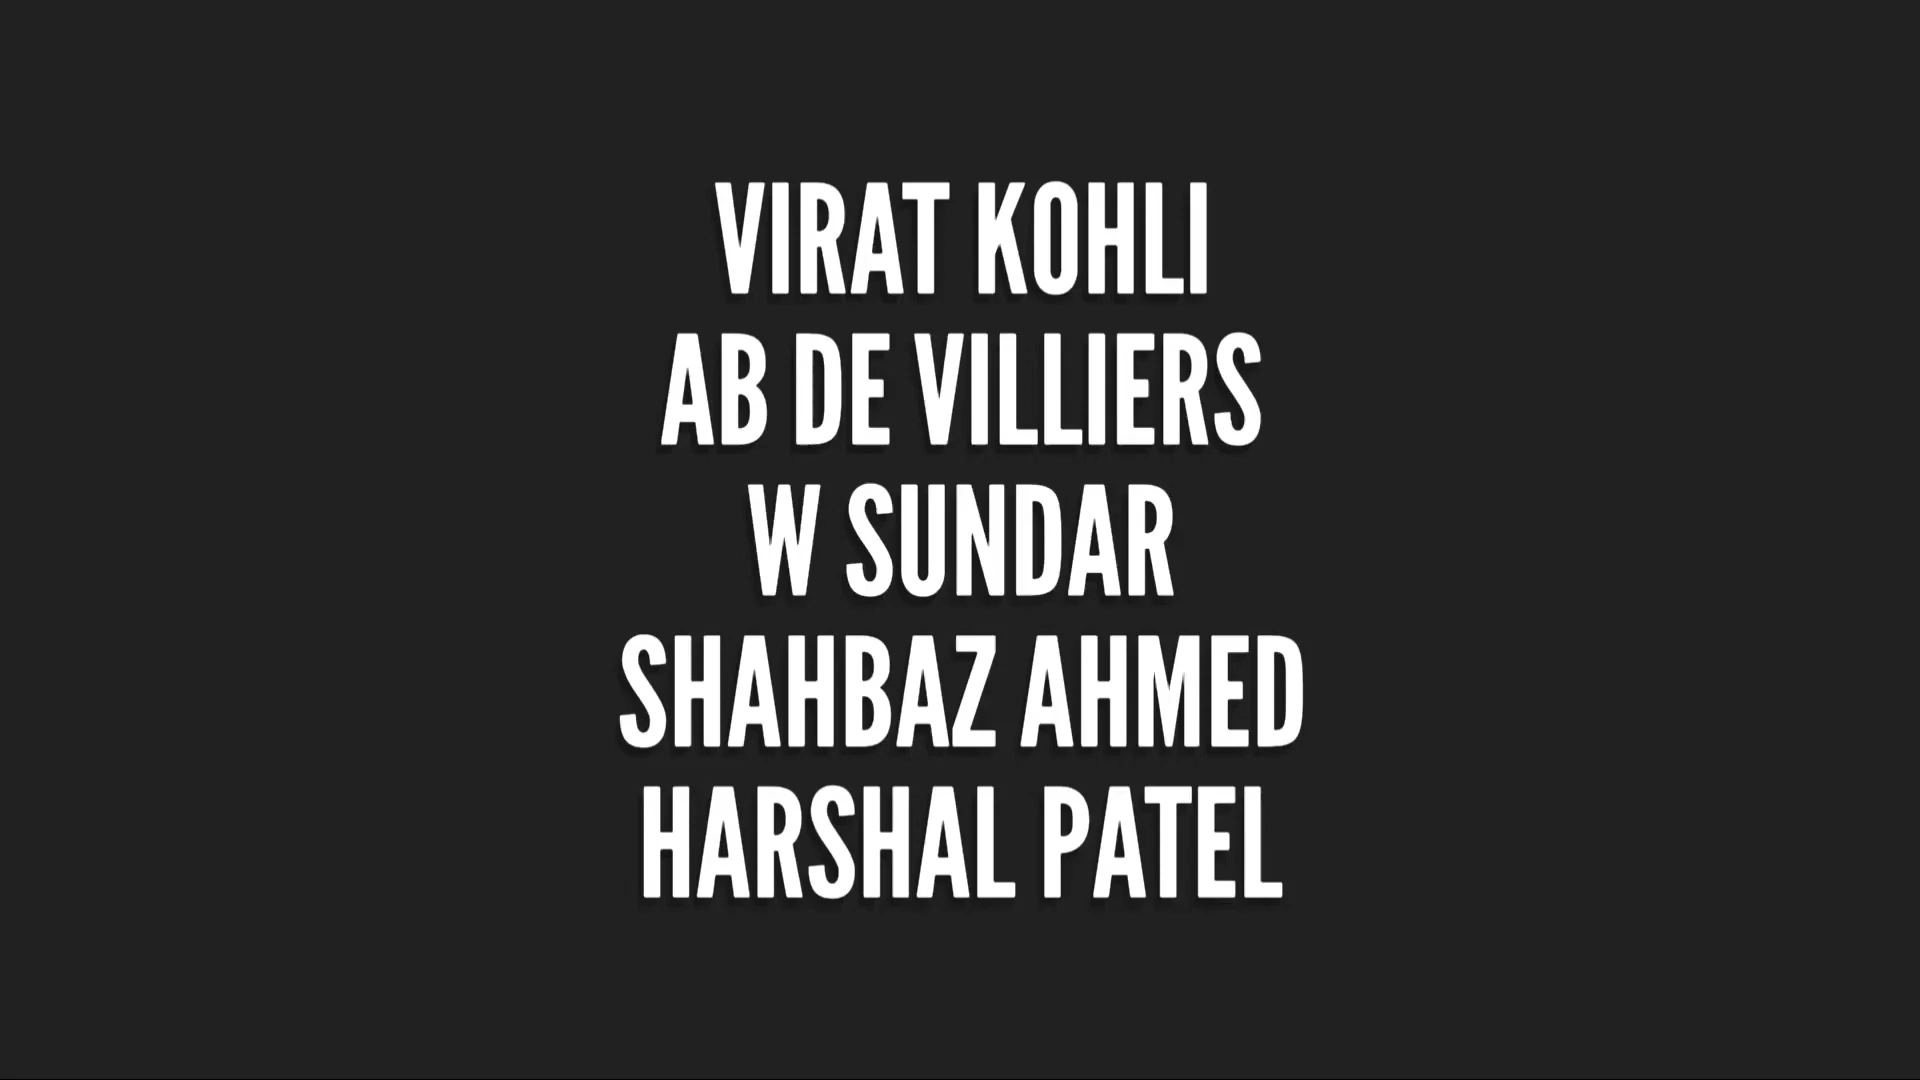 VIRAT KOHLI
AB DE VILLIERS
W SUNDAR
SHAHBAZ AHMED
HARSHAL PATEL